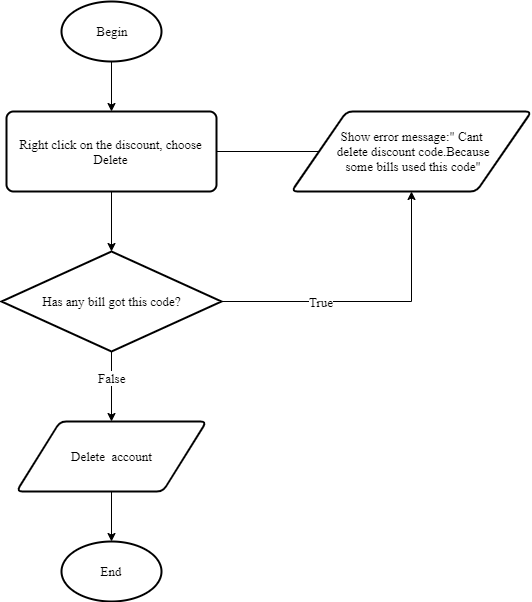 Begin
Right click on the discount, choose
Delete
Show error message:" Cant
delete discount code.Because
some bills used this code"
Has any bill got this code?
True
False
Delete  account
End